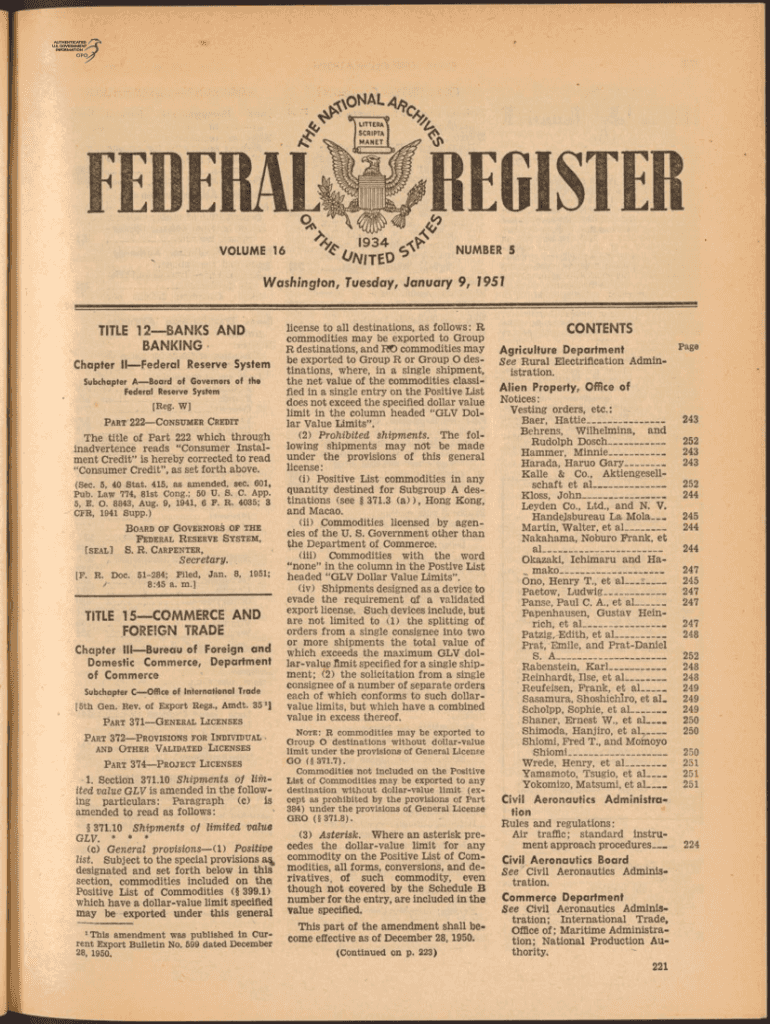 AUTHENTICATED
U.S. GOVERNMENT
INFORMATION
GPO
THE NATIONAL ARCHIVES
LITTERA
SCRIPTA
MANET
FEDERAL REGISTER
1934
OF THE UNITED STATES
VOLUME 16
NUMBER 5
Washington, Tuesday, January 9, 1951
TITLE 12—BANKS AND
BANKING
Chapter II—Federal Reserve System
Subchapter A—Board of Governors of the
Federal Reserve System
[Reg. W]
PART 222—CONSUMER CREDIT
The title of Part 222 which through
inadvertence reads "Consumer Instal-
ment Credit" is hereby corrected to read
"Consumer Credit", as set forth above.
(Sec. 5, 40 Stat. 415, as amended, sec. 601,
Pub. Law 774, 81st Cong.; 50 U. S. C. App.
5, E. O. 8843, Aug. 9, 1941, 6 F. R. 4035; 3
CFR, 1941 Supp.)
BOARD OF GOVERNORS OF THE
FEDERAL RESERVE SYSTEM,
[SEAL] S. R. CARPENTER,
Secretary.
[F. R. Doc. 51-284; Filed, Jan. 8, 1951;
8:45 a. m.]
TITLE 15—COMMERCE AND
FOREIGN TRADE
Chapter III—Bureau of Foreign and
Domestic Commerce, Department
of Commerce
Subchapter C—Office of International Trade
[5th Gen. Rev. of Export Regs., Amdt. 35 ¹]
PART 371—GENERAL LICENSES
PART 372—PROVISIONS FOR INDIVIDUAL
AND OTHER VALIDATED LICENSES
PART 374—PROJECT LICENSES
1. Section 371.10 Shipments of lim-
ited value GLV is amended in the follow-
ing particulars: Paragraph (c) is
amended to read as follows:
§ 371.10 Shipments of limited value
GLV. * * *
(c) General provisions—(1) Positive
list. Subject to the special provisions as
designated and set forth below in this
section, commodities included on the
Positive List of Commodities (§ 399.1)
which have a dollar-value limit specified
may be exported under this general
¹ This amendment was published in Cur-
rent Export Bulletin No. 599 dated December
28, 1950.
license to all destinations, as follows: R
commodities may be exported to Group
R destinations, and RO commodities may
be exported to Group R or Group O des-
tinations, where, in a single shipment,
the net value of the commodities classi-
fied in a single entry on the Positive List
does not exceed the specified dollar value
limit in the column headed "GLV Dol-
lar Value Limits".
(2) Prohibited shipments. The fol-
lowing shipments may not be made
under the provisions of this general
license:
(i) Positive List commodities in any
quantity destined for Subgroup A des-
tinations (see § 371.3 (a)), Hong Kong,
and Macao.
(ii) Commodities licensed by agen-
cies of the U. S. Government other than
the Department of Commerce.
(iii) Commodities with the word
"none" in the column in the Postive List
headed "GLV Dollar Value Limits".
(iv) Shipments designed as a device to
evade the requirement of a validated
export license. Such devices include, but
are not limited to (1) the splitting of
orders from a single consignee into two
or more shipments the total value of
which exceeds the maximum GLV dol-
lar-value limit specified for a single ship-
ment; (2) the solicitation from a single
consignee of a number of separate orders
each of which conforms to such dollar-
value limits, but which have a combined
value in excess thereof.
NOTE: R commodities may be exported to
Group O destinations without dollar-value
limit under the provisions of General License
GO (§ 371.7).
Commodities not included on the Positive
List of Commodities may be exported to any
destination without dollar-value limit (ex-
cept as prohibited by the provisions of Part
384) under the provisions of General License
GRO (§ 371.8).
(3) Asterisk. Where an asterisk pre-
cedes the dollar-value limit for any
commodity on the Positive List of Com-
modities, all forms, conversions, and de-
rivatives, of such commodity, even
though not covered by the Schedule B
number for the entry, are included in the
value specified.
This part of the amendment shall be-
come effective as of December 28, 1950.
(Continued on p. 223)
CONTENTS
Agriculture Department Page
See Rural Electrification Admin-
istration.
Alien Property, Office of
Notices:
Vesting orders, etc.:
Baer, Hattie 243
Behrens, Wilhelmina, and
Rudolph Dosch 252
Hammer, Minnie 243
Harada, Haruo Gary 243
Kalle & Co., Aktiengesell-
schaft et al 252
Kloss, John 244
Leyden Co., Ltd., and N. V.
Handelsbureau La Mola 245
Martin, Walter, et al 244
Nakahama, Noburo Frank, et
al 244
Okazaki, Ichimaru and Ha-
mako 247
Ono, Henry T., et al 245
Paetow, Ludwig 247
Panse, Paul C. A., et al 247
Papenhausen, Gustav Hein-
rich, et al 247
Patzig, Edith, et al 248
Prat, Emile, and Prat-Daniel
S. A 252
Rabenstein, Karl 248
Reinhardt, Ilse, et al 248
Reufeisen, Frank, et al 249
Sasamura, Shoshichiro, et al 249
Scholpp, Sophie, et al 249
Shaner, Ernest W., et al 250
Shimoda, Hanjiro, et al 250
Shiomi, Fred T., and Momoyo
Shiomi 250
Wrede, Henry, et al 251
Yamamoto, Tsugio, et al 251
Yokomizo, Matsumi, et al 251
Civil Aeronautics Administra-
tion
Rules and regulations:
Air traffic; standard instru-
ment approach procedures 224
Civil Aeronautics Board
See Civil Aeronautics Adminis-
tration.
Commerce Department
See Civil Aeronautics Adminis-
tration; International Trade,
Office of; Maritime Administra-
tion; National Production Au-
thority.
221